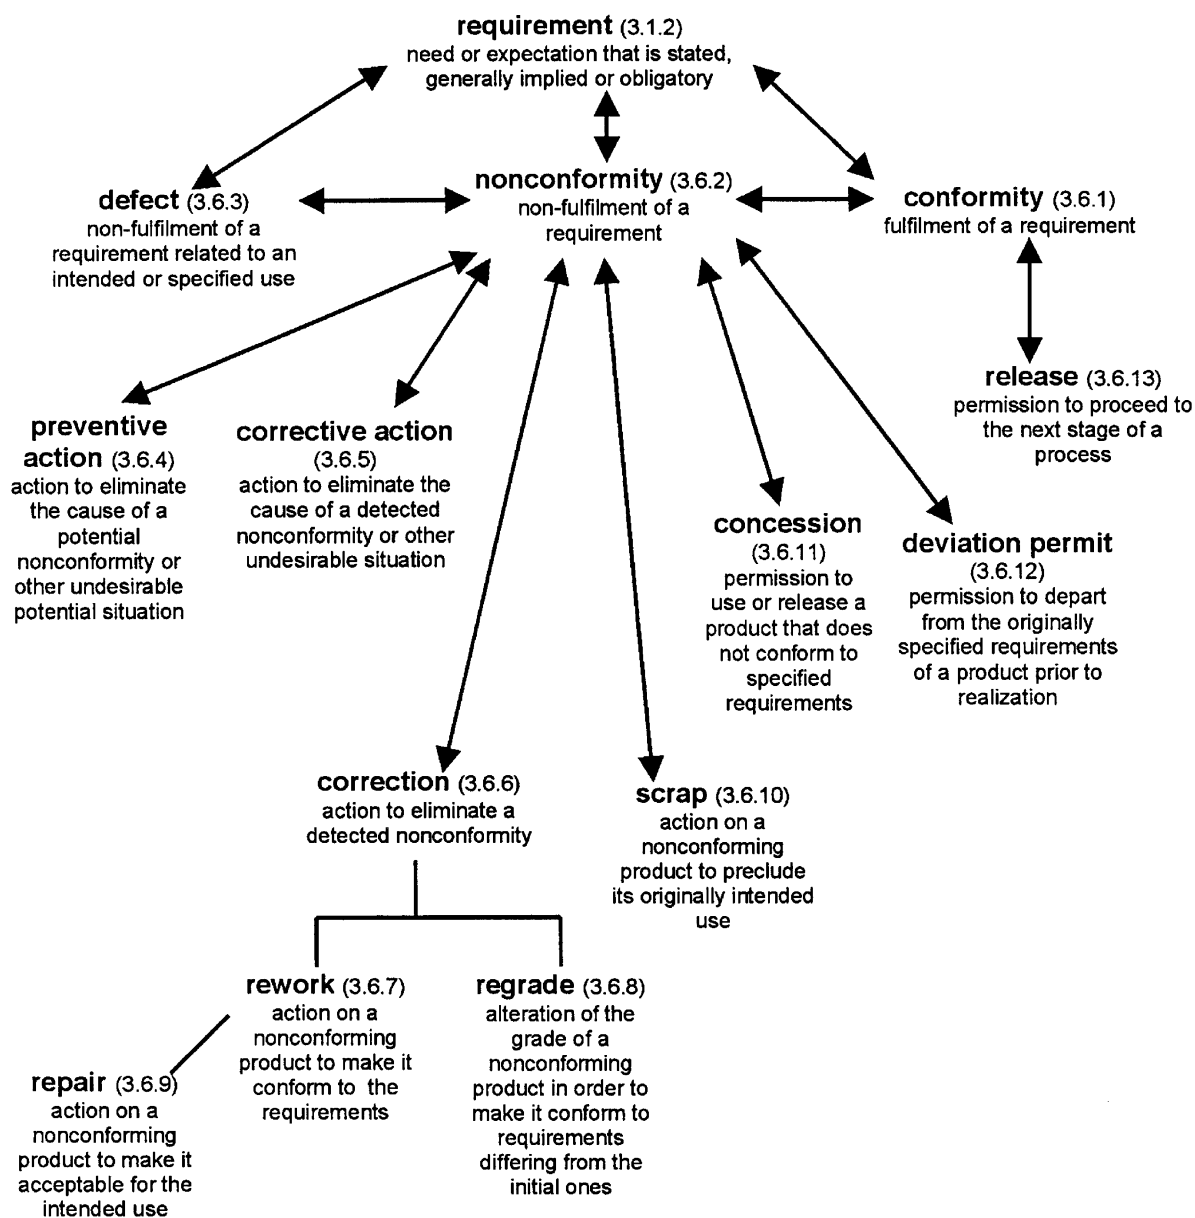 requirement (3.1.2)
need or expectation that is stated,
generally implied or obligatory
defect (3.6.3)
non-fulfilment of a
requirement related to an
intended or specified use
nonconformity (3.6.2)
non-fulfilment of a
requirement
conformity (3.6.1)
fulfilment of a requirement
release (3.6.13)
permission to proceed to
the next stage of a
process
preventive
action (3.6.4)
action to eliminate
the cause of a
potential
nonconformity or
other undesirable
potential situation
corrective action
(3.6.5)
action to eliminate the
cause of a detected
nonconformity or other
undesirable situation
concession
(3.6.11)
permission to
use or release a
product that does
not conform to
specified
requirements
deviation permit
(3.6.12)
permission to depart
from the originally
specified requirements
of a product prior to
realization
correction (3.6.6)
action to eliminate a
detected nonconformity
scrap (3.6.10)
action on a
nonconforming
product to preclude
its originally intended
use
rework (3.6.7)
action on a
nonconforming
product to make it
conform to the
requirements
regrade (3.6.8)
alteration of the
grade of a
nonconforming
product in order to
make it conform to
requirements
differing from the
initial ones
repair (3.6.9)
action on a
nonconforming
product to make it
acceptable for the
intended use